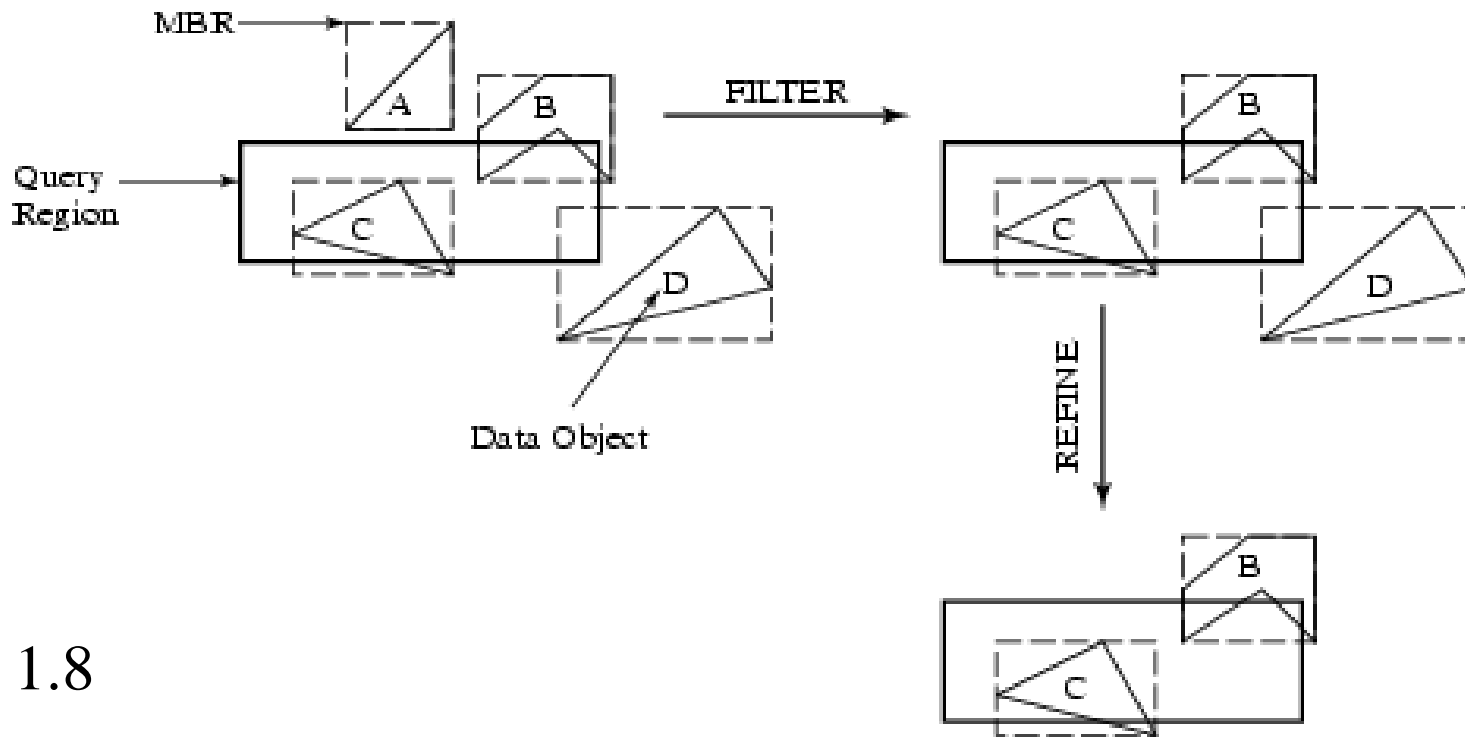 MBR
A
B
FILTER
B
Query
Region
C
C
D
D
Data Object
REFINE
B
C
1.8